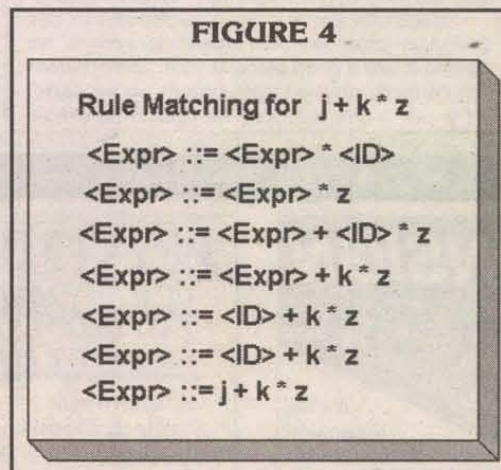 FIGURE 4
Rule Matching for j + k * z
<Expr> ::= <Expr> * <ID>
<Expr> ::= <Expr> * z
<Expr> ::= <Expr> + <ID> * z
<Expr> ::= <Expr> + k * z
<Expr> ::= <ID> + k * z
<Expr> ::= <ID> + k * z
<Expr> ::= j + k * z